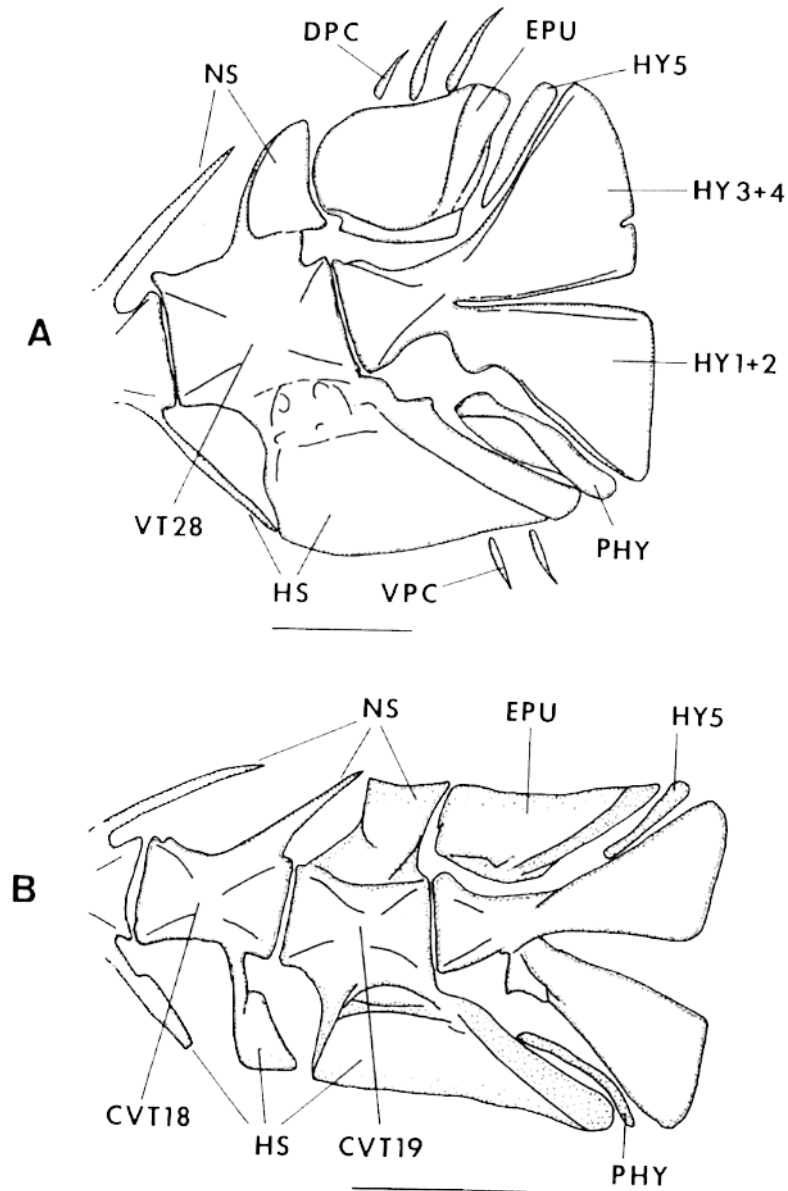 DPC
EPU
NS
HY5
HY3+4
A
HY1+2
VT28
PHY
HS
VPC
NS
EPU
HY5
B
CVT18
HS
CVT19
PHY